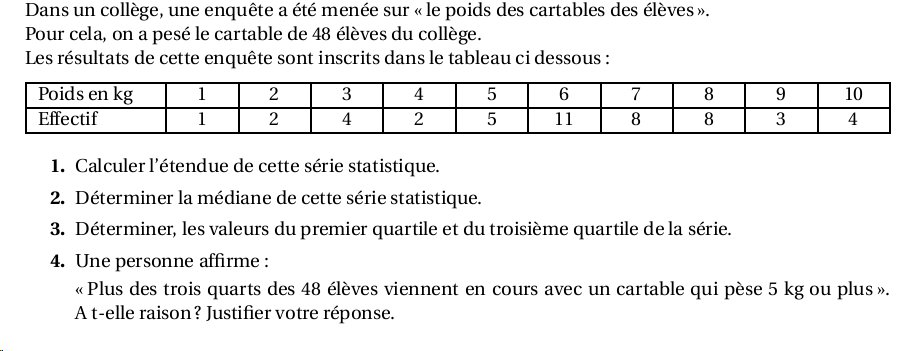 Dans un collège, une enquête a été menée sur « le poids des cartables des élèves ».
Pour cela, on a pesé le cartable de 48 élèves du collège.
Les résultats de cette enquête sont inscrits dans le tableau ci dessous :
Poids en kg 1 2 3 4 5 6 7 8 9 10
Effectif 1 2 4 2 5 11 8 8 3 4
1. Calculer l'étendue de cette série statistique.
2. Déterminer la médiane de cette série statistique.
3. Déterminer, les valeurs du premier quartile et du troisième quartile de la série.
4. Une personne affirme :
« Plus des trois quarts des 48 élèves viennent en cours avec un cartable qui pèse 5 kg ou plus ».
A t-elle raison ? Justifier votre réponse.